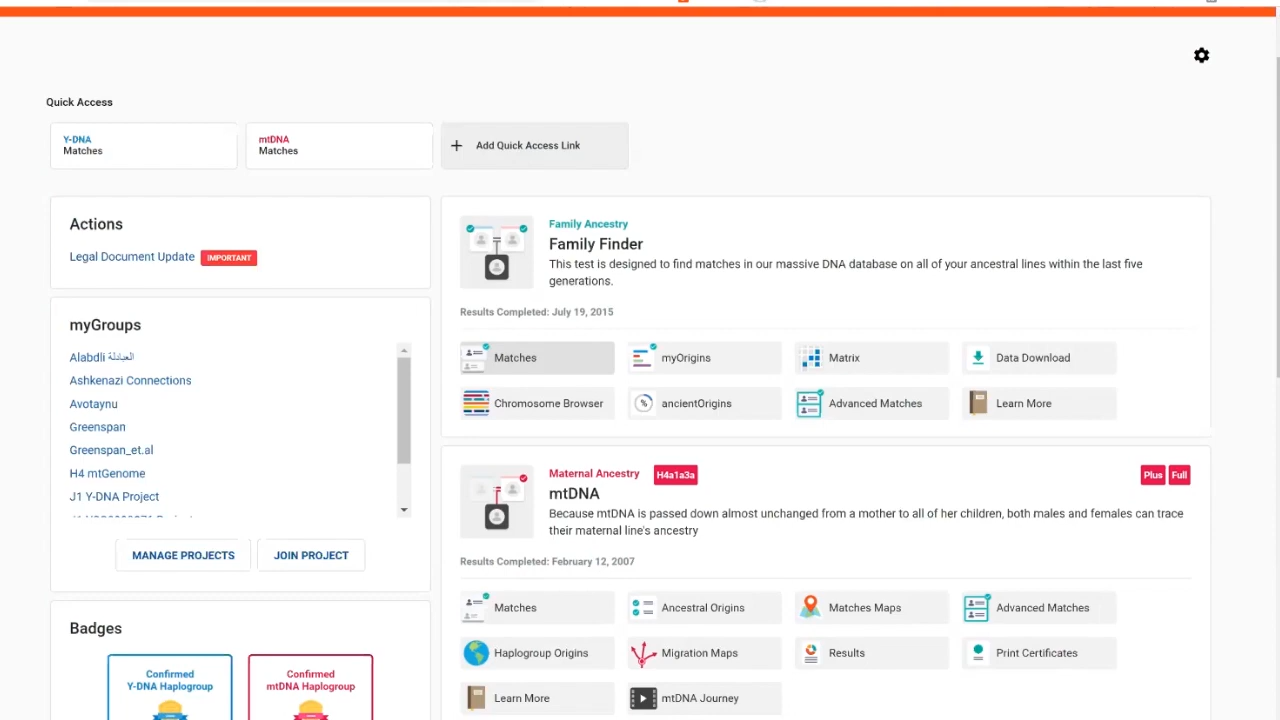 Quick Access
Y-DNA
Matches
mtDNA
Matches
Add Quick Access Link
Actions
Legal Document Update IMPORTANT
myGroups
Alabdli العبادلة
Ashkenazi Connections
Avotaynu
Greenspan
Greenspan_et.al
H4 mtGenome
J1 Y-DNA Project
MANAGE PROJECTS
JOIN PROJECT
Badges
Confirmed
Y-DNA Haplogroup
Confirmed
mtDNA Haplogroup
Family Ancestry
Family Finder
This test is designed to find matches in our massive DNA database on all of your ancestral lines within the last five
generations.
Results Completed: July 19, 2015
Matches
myOrigins
Matrix
Data Download
Chromosome Browser
ancientOrigins
Advanced Matches
Learn More
Maternal Ancestry H4a1a3a
Plus Full
mtDNA
Because mtDNA is passed down almost unchanged from a mother to all of her children, both males and females can trace
their maternal line's ancestry
Results Completed: February 12, 2007
Matches
Ancestral Origins
Matches Maps
Advanced Matches
Haplogroup Origins
Migration Maps
Results
Print Certificates
Learn More
mtDNA Journey